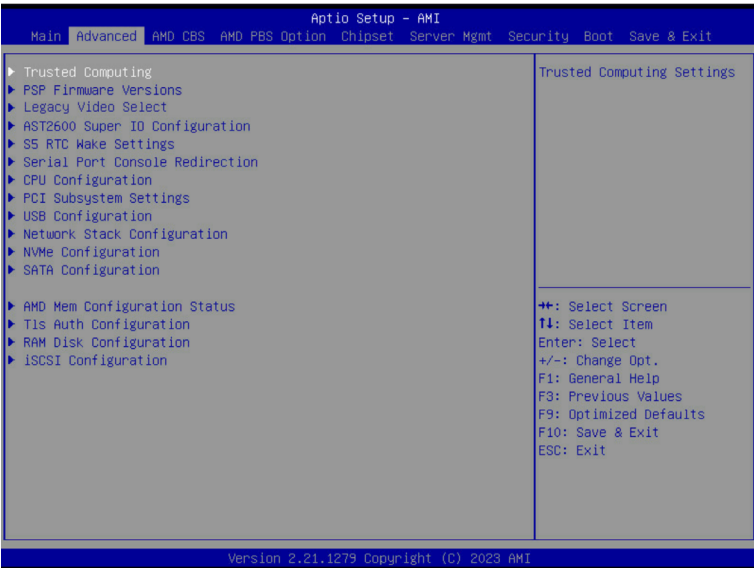 Aptio Setup – AMI
Main Advanced AMD CBS AMD PBS Option Chipset Server Mgmt Security Boot Save & Exit
Trusted Computing
PSP Firmware Versions
Legacy Video Select
AST2600 Super IO Configuration
S5 RTC Wake Settings
Serial Port Console Redirection
CPU Configuration
PCI Subsystem Settings
USB Configuration
Network Stack Configuration
NVMe Configuration
SATA Configuration
AMD Mem Configuration Status
Tls Auth Configuration
RAM Disk Configuration
iSCSI Configuration
Trusted Computing Settings
→←: Select Screen
↑↓: Select Item
Enter: Select
+/-: Change Opt.
F1: General Help
F3: Previous Values
F9: Optimized Defaults
F10: Save & Exit
ESC: Exit
Version 2.21.1279 Copyright (C) 2023 AMI